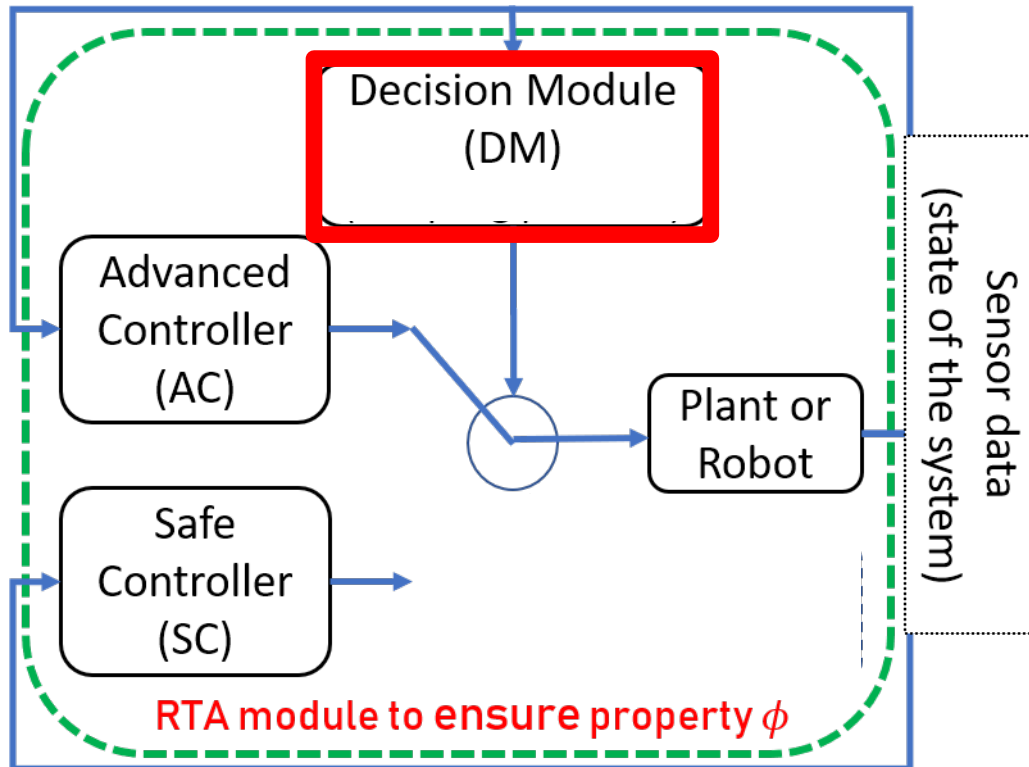 Decision Module
(DM)
Advanced
Controller
(AC)
Plant or
Robot
Safe
Controller
(SC)
Sensor data
(state of the system)
RTA module to ensure property ϕ